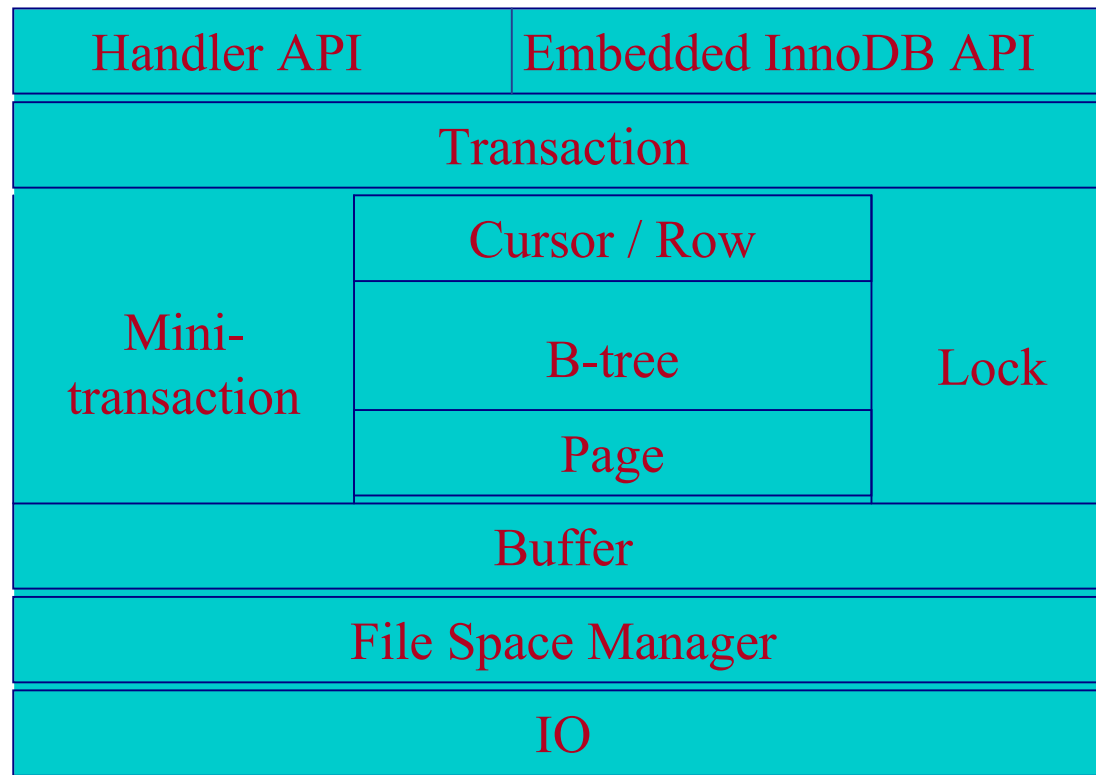 Handler API
Embedded InnoDB API
Transaction
Cursor / Row
Mini-
transaction
B-tree
Lock
Page
Buffer
File Space Manager
IO